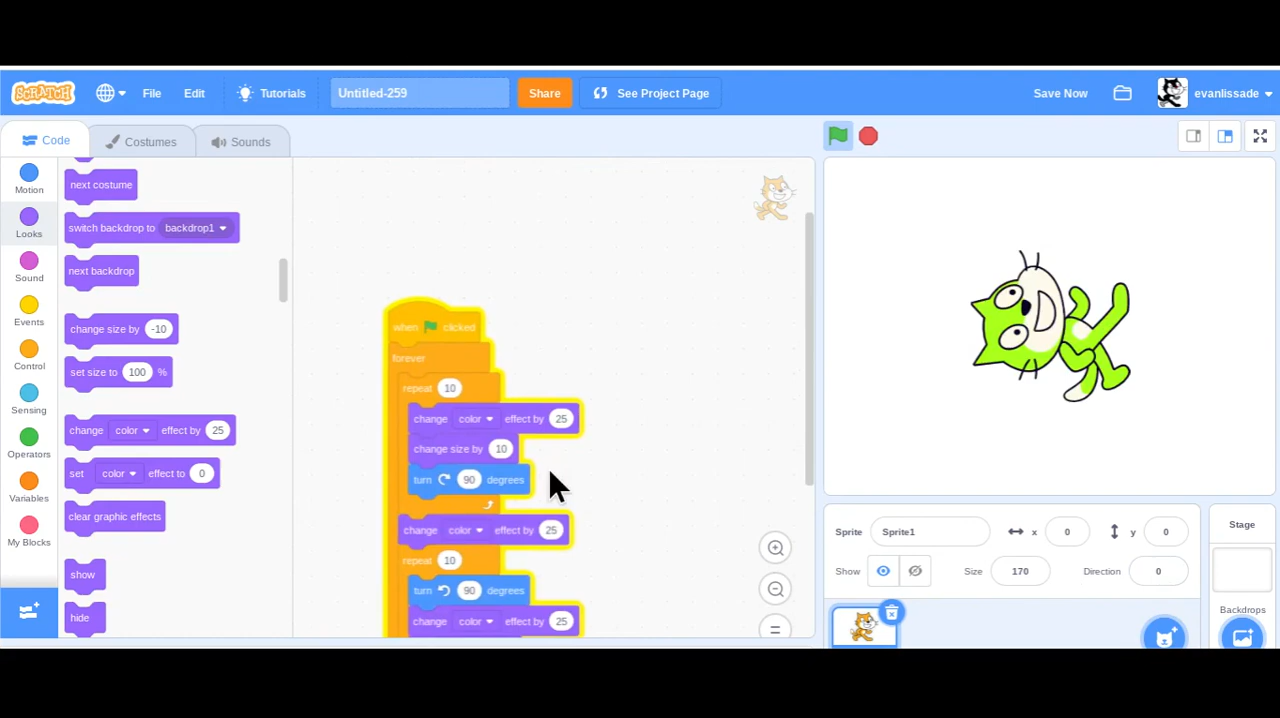 SCRATCH File Edit Tutorials Untitled-259 Share See Project Page Save Now evanlissade
Code Costumes Sounds
Motion
Looks
Sound
Events
Control
Sensing
Operators
Variables
My Blocks
next costume
switch backdrop to backdrop1
next backdrop
change size by -10
set size to 100 %
change color effect by 25
set color effect to 0
clear graphic effects
show
hide
when clicked
forever
repeat 10
change color effect by 25
change size by 10
turn 90 degrees
change color effect by 25
repeat 10
turn 90 degrees
change color effect by 25
Sprite Sprite1 x 0 y 0
Show Size 170 Direction 0
Stage
Backdrops